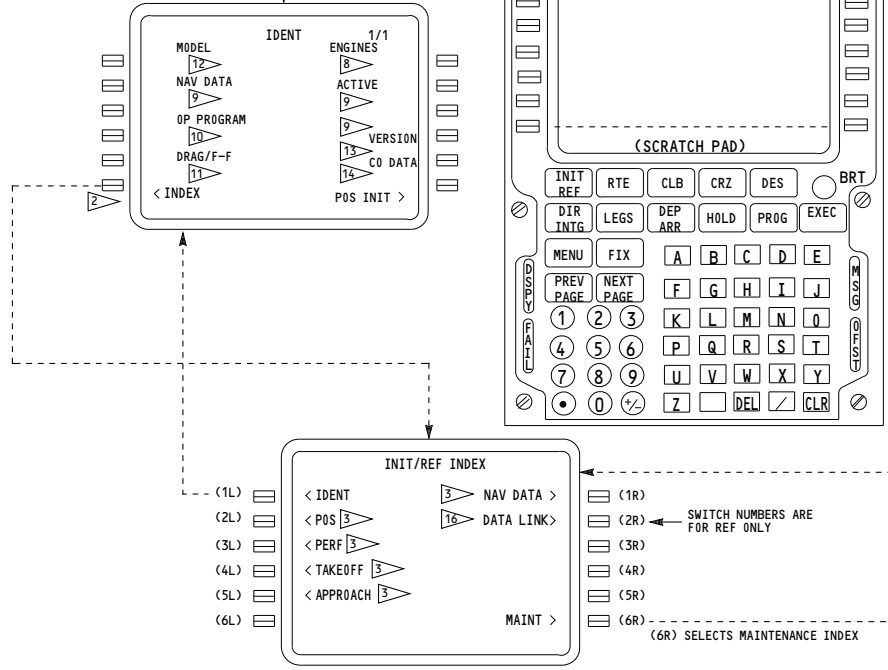 IDENT 1/1
MODEL ENGINES
12 8
NAV DATA ACTIVE
9 9
OP PROGRAM
10 9 VERSION
DRAG/F-F 13 CO DATA
11 14
< INDEX POS INIT >
2
(SCRATCH PAD)
INIT REF RTE CLB CRZ DES BRT
DIR INTG LEGS DEP ARR HOLD PROG EXEC
MENU FIX A B C D E
PREV PAGE NEXT PAGE F G H I J
1 2 3 K L M N O
4 5 6 P Q R S T
7 8 9 U V W X Y
• 0 +/- Z DEL / CLR
DSPY
FAIL
MSG
OFST
INIT/REF INDEX
(1L) < IDENT 3 NAV DATA > (1R)
(2L) < POS 3 16 DATA LINK> (2R) SWITCH NUMBERS ARE
FOR REF ONLY
(3L) < PERF 3 (3R)
(4L) < TAKEOFF 3 (4R)
(5L) < APPROACH 3 (5R)
(6L) MAINT > (6R)
(6R) SELECTS MAINTENANCE INDEX